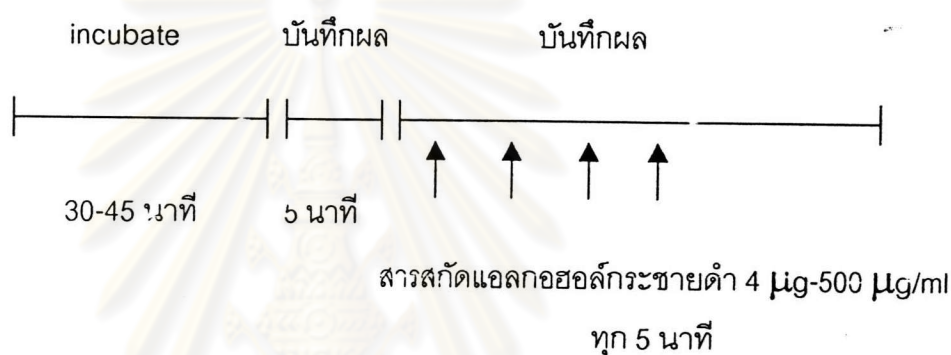 incubate บันทึกผล บันทึกผล
30-45 นาที 5 นาที
สารสกัดแอลกอฮอล์กระชายดำ 4 μg-500 μg/ml
ทุก 5 นาที